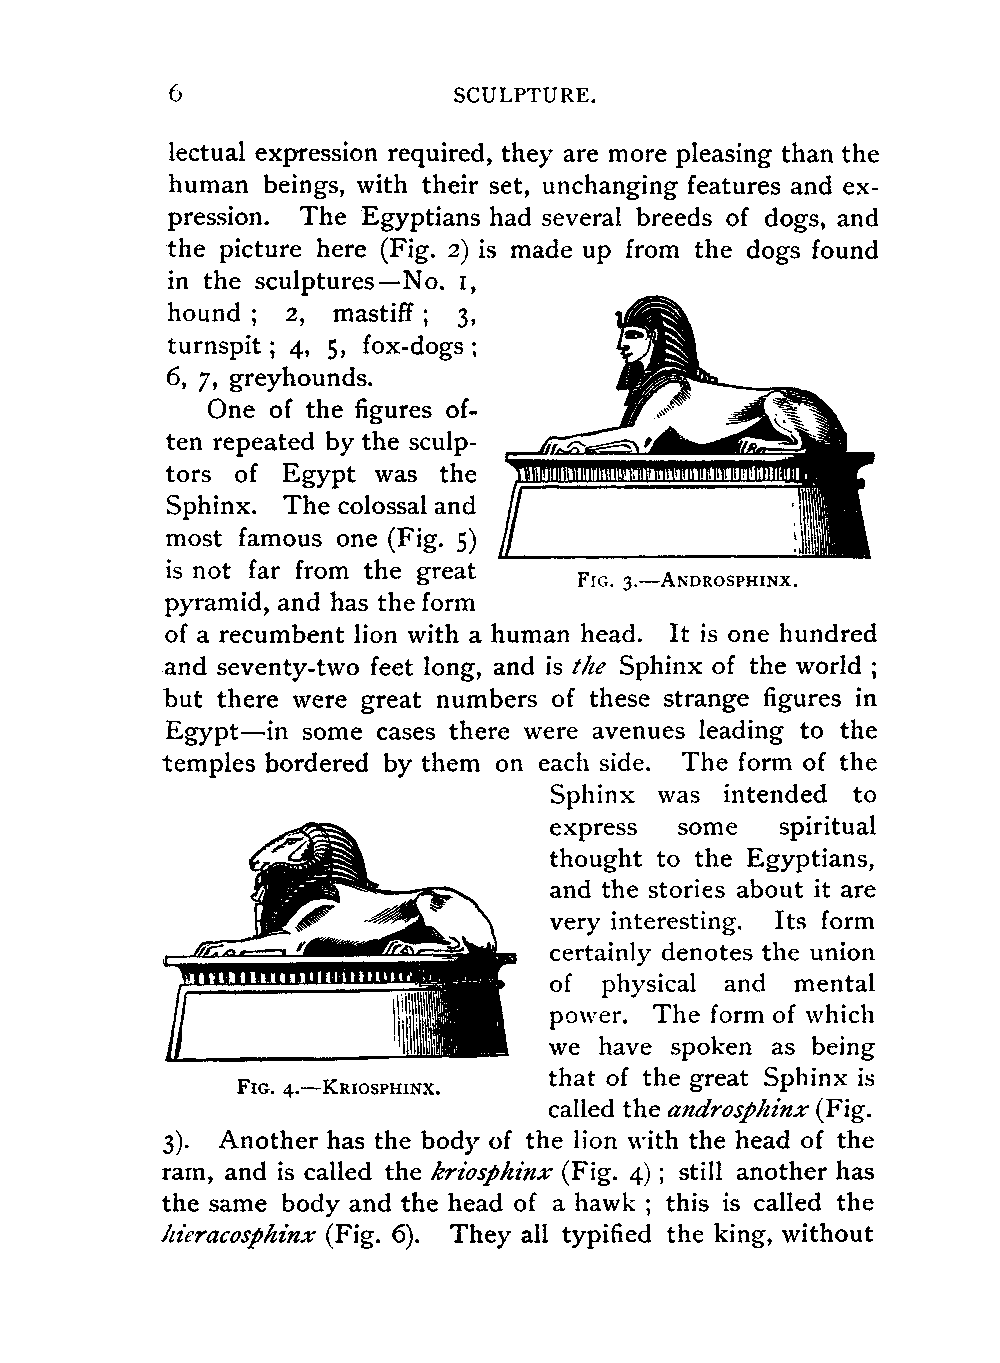 6 SCULPTURE.
lectual expression required, they are more pleasing than the
human beings, with their set, unchanging features and ex-
pression. The Egyptians had several breeds of dogs, and
the picture here (Fig. 2) is made up from the dogs found
in the sculptures—No. 1,
hound ; 2, mastiff ; 3,
turnspit ; 4, 5, fox-dogs ;
6, 7, greyhounds.
One of the figures of-
ten repeated by the sculp-
tors of Egypt was the
Sphinx. The colossal and
most famous one (Fig. 5)
is not far from the great
pyramid, and has the form
FIG. 3.—ANDROSPHINX.
of a recumbent lion with a human head. It is one hundred
and seventy-two feet long, and is the Sphinx of the world ;
but there were great numbers of these strange figures in
Egypt—in some cases there were avenues leading to the
temples bordered by them on each side. The form of the
Sphinx was intended to
express some spiritual
thought to the Egyptians,
and the stories about it are
very interesting. Its form
certainly denotes the union
of physical and mental
power. The form of which
we have spoken as being
that of the great Sphinx is
called the androsphinx (Fig.
FIG. 4.—KRIOSPHINX.
3). Another has the body of the lion with the head of the
ram, and is called the kriosphinx (Fig. 4) ; still another has
the same body and the head of a hawk ; this is called the
hieracosphinx (Fig. 6). They all typified the king, without